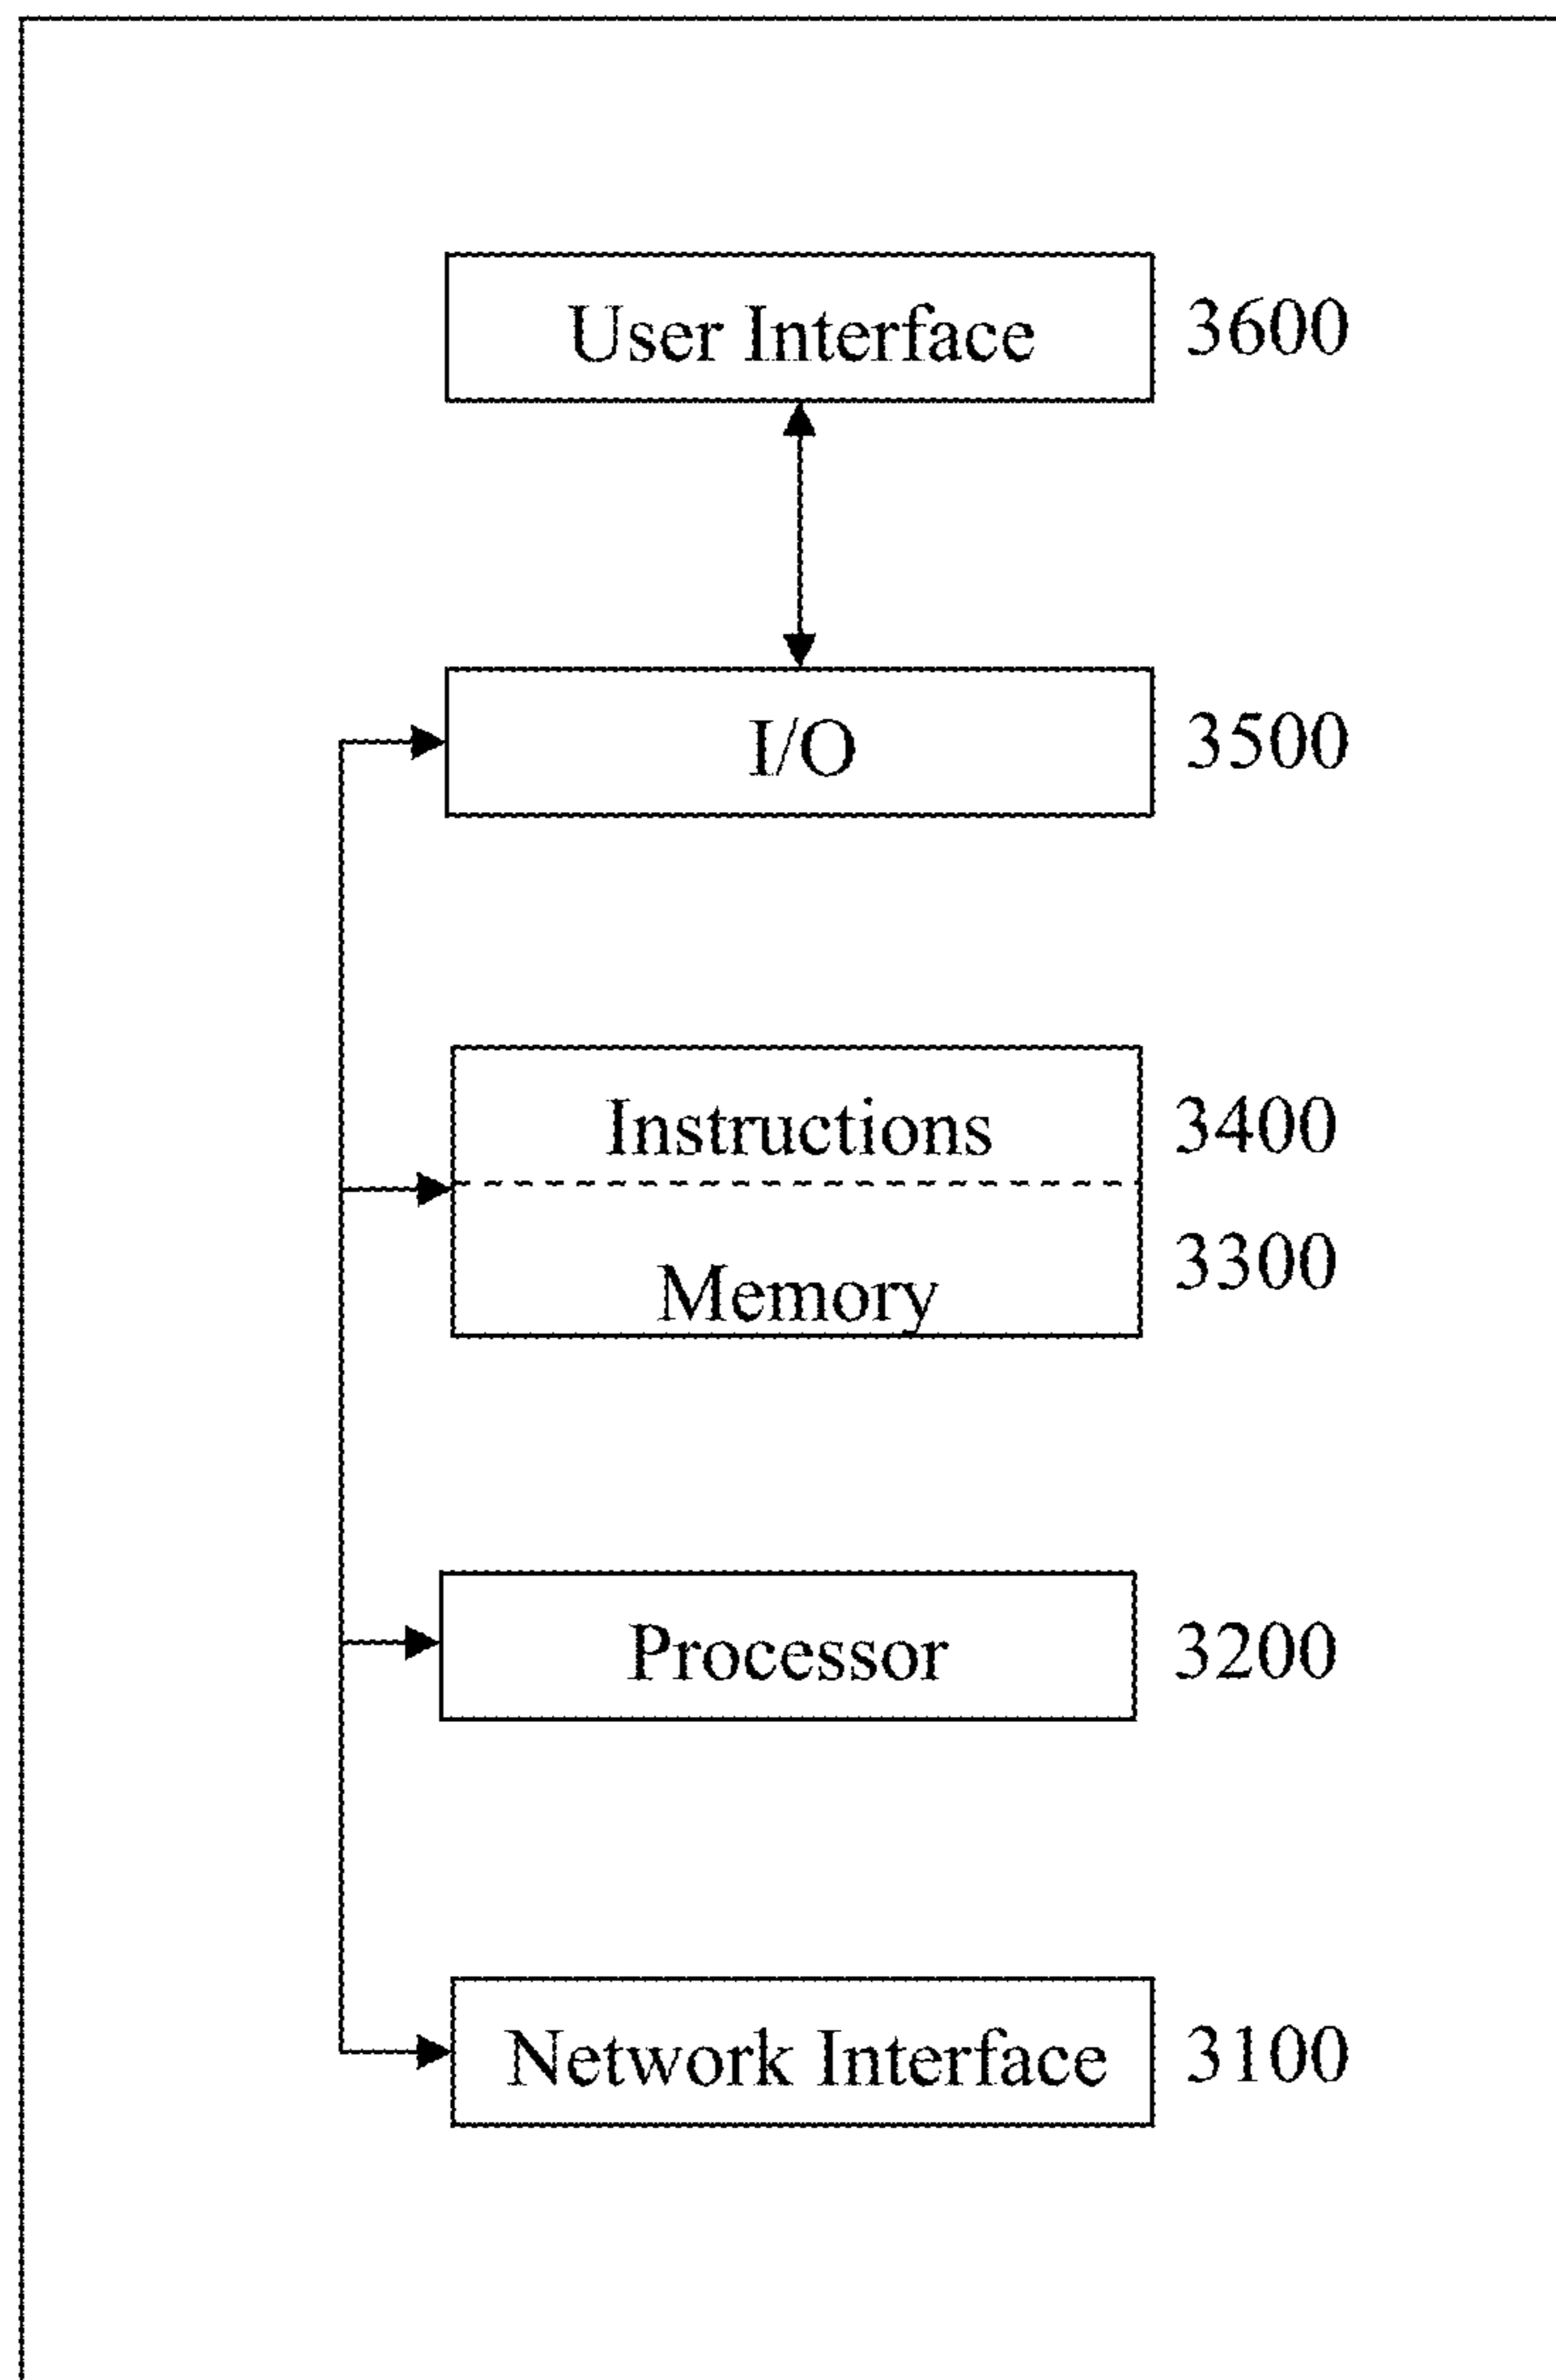 User Interface 3600
I/O 3500
Instructions 3400
Memory 3300
Processor 3200
Network Interface 3100